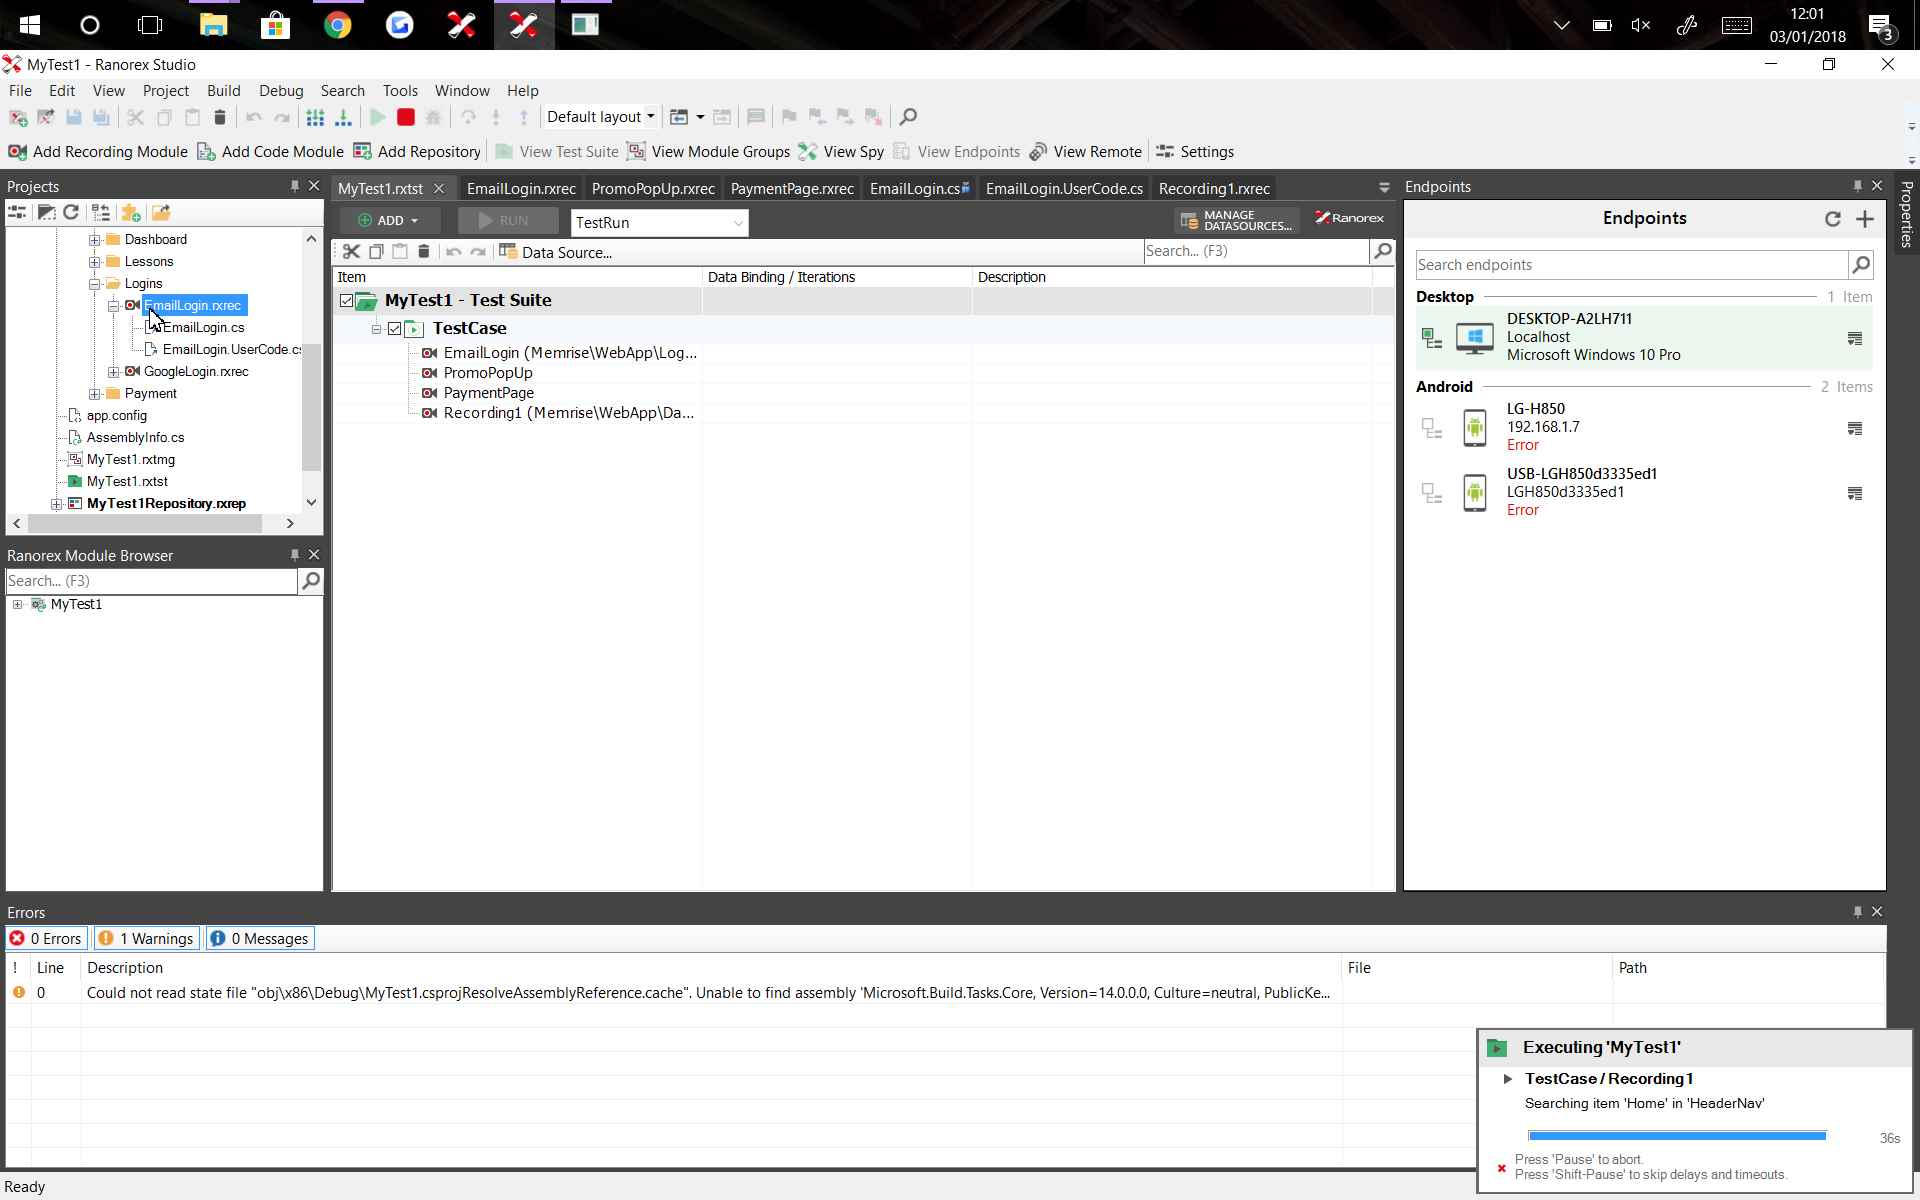 12:01
03/01/2018
3
MyTest1 - Ranorex Studio
File Edit View Project Build Debug Search Tools Window Help
Default layout
Add Recording Module Add Code Module Add Repository View Test Suite View Module Groups View Spy View Endpoints View Remote Settings
Projects
Dashboard
Lessons
Logins
EmailLogin.rxrec
EmailLogin.cs
EmailLogin.UserCode.c
GoogleLogin.rxrec
Payment
app.config
AssemblyInfo.cs
MyTest1.rxtmg
MyTest1.rxtst
MyTest1Repository.rxrep
Ranorex Module Browser
Search... (F3)
MyTest1
MyTest1.rxtst EmailLogin.rxrec PromoPopUp.rxrec PaymentPage.rxrec EmailLogin.cs EmailLogin.UserCode.cs Recording1.rxrec
ADD RUN TestRun MANAGE DATASOURCES... Ranorex
Data Source... Search... (F3)
Item Data Binding / Iterations Description
MyTest1 - Test Suite
TestCase
EmailLogin (Memrise\WebApp\Log...
PromoPopUp
PaymentPage
Recording1 (Memrise\WebApp\Da...
Endpoints
Endpoints
Search endpoints
Desktop 1 Item
DESKTOP-A2LH711
Localhost
Microsoft Windows 10 Pro
Android 2 Items
LG-H850
192.168.1.7
Error
USB-LGH850d3335ed1
LGH850d3335ed1
Error
Properties
Errors
0 Errors 1 Warnings 0 Messages
! Line Description File Path
0 Could not read state file "obj\x86\Debug\MyTest1.csprojResolveAssemblyReference.cache". Unable to find assembly 'Microsoft.Build.Tasks.Core, Version=14.0.0.0, Culture=neutral, PublicKe...
Executing 'MyTest1'
TestCase / Recording1
Searching item 'Home' in 'HeaderNav'
36s
Press 'Pause' to abort.
Press 'Shift-Pause' to skip delays and timeouts.
Ready